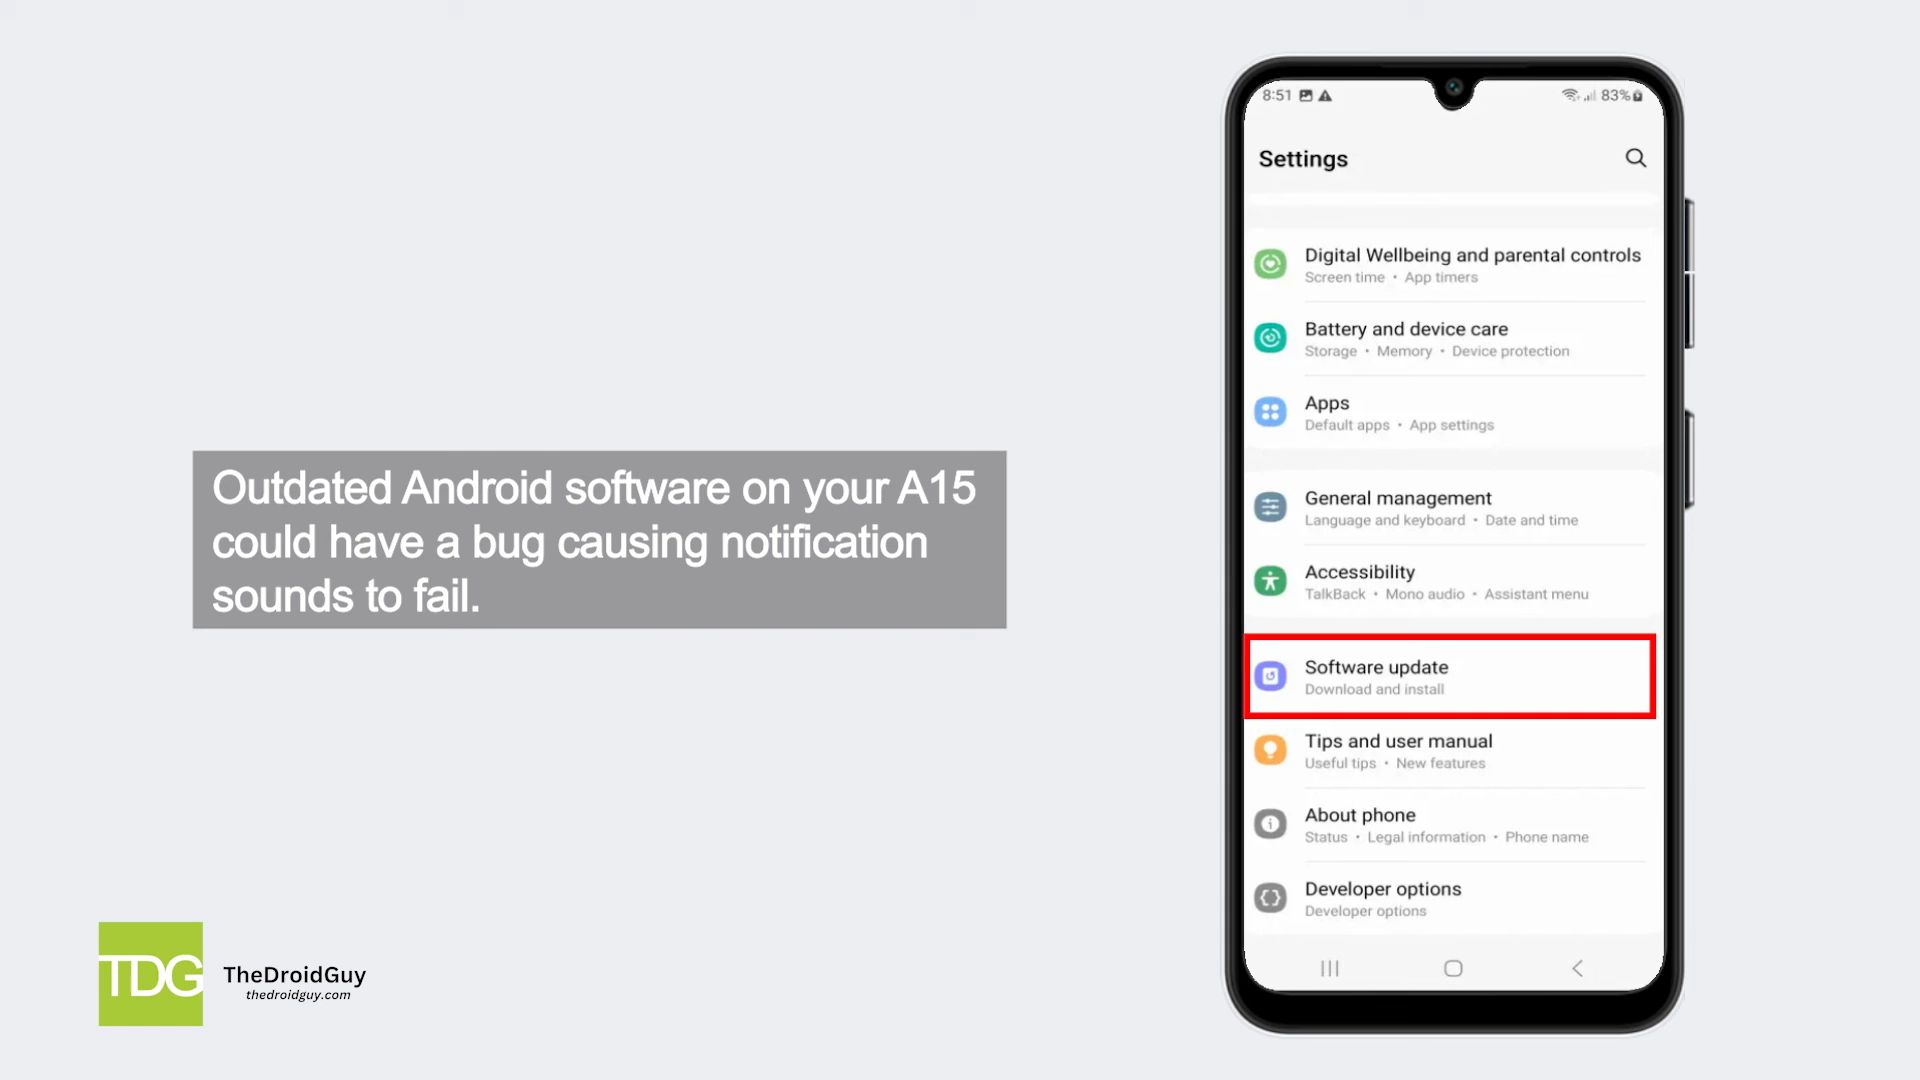 Outdated Android software on your A15
could have a bug causing notification
sounds to fail.
TDG
TheDroidGuy
thedroidguy.com
8:51
83%
Settings
Digital Wellbeing and parental controls
Screen time • App timers
Battery and device care
Storage • Memory • Device protection
Apps
Default apps • App settings
General management
Language and keyboard • Date and time
Accessibility
TalkBack • Mono audio • Assistant menu
Software update
Download and install
Tips and user manual
Useful tips • New features
About phone
Status • Legal information • Phone name
Developer options
Developer options